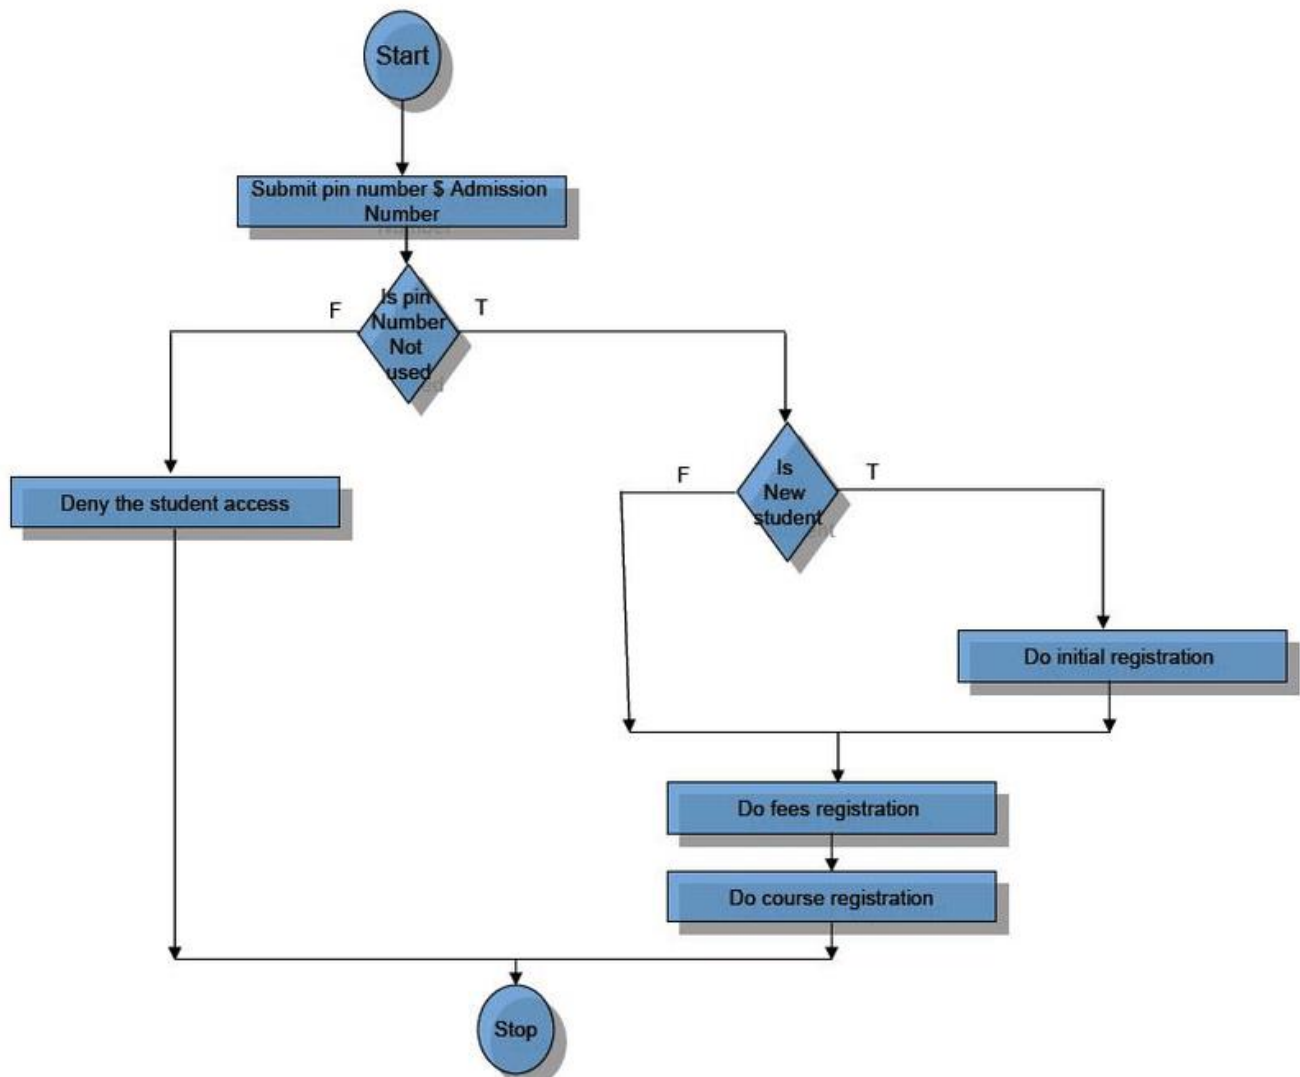 Start
Submit pin number $ Admission
Number
F
T
Is pin
Number
Not
used
Deny the student access
F
T
Is
New
student
Do initial registration
Do fees registration
Do course registration
Stop